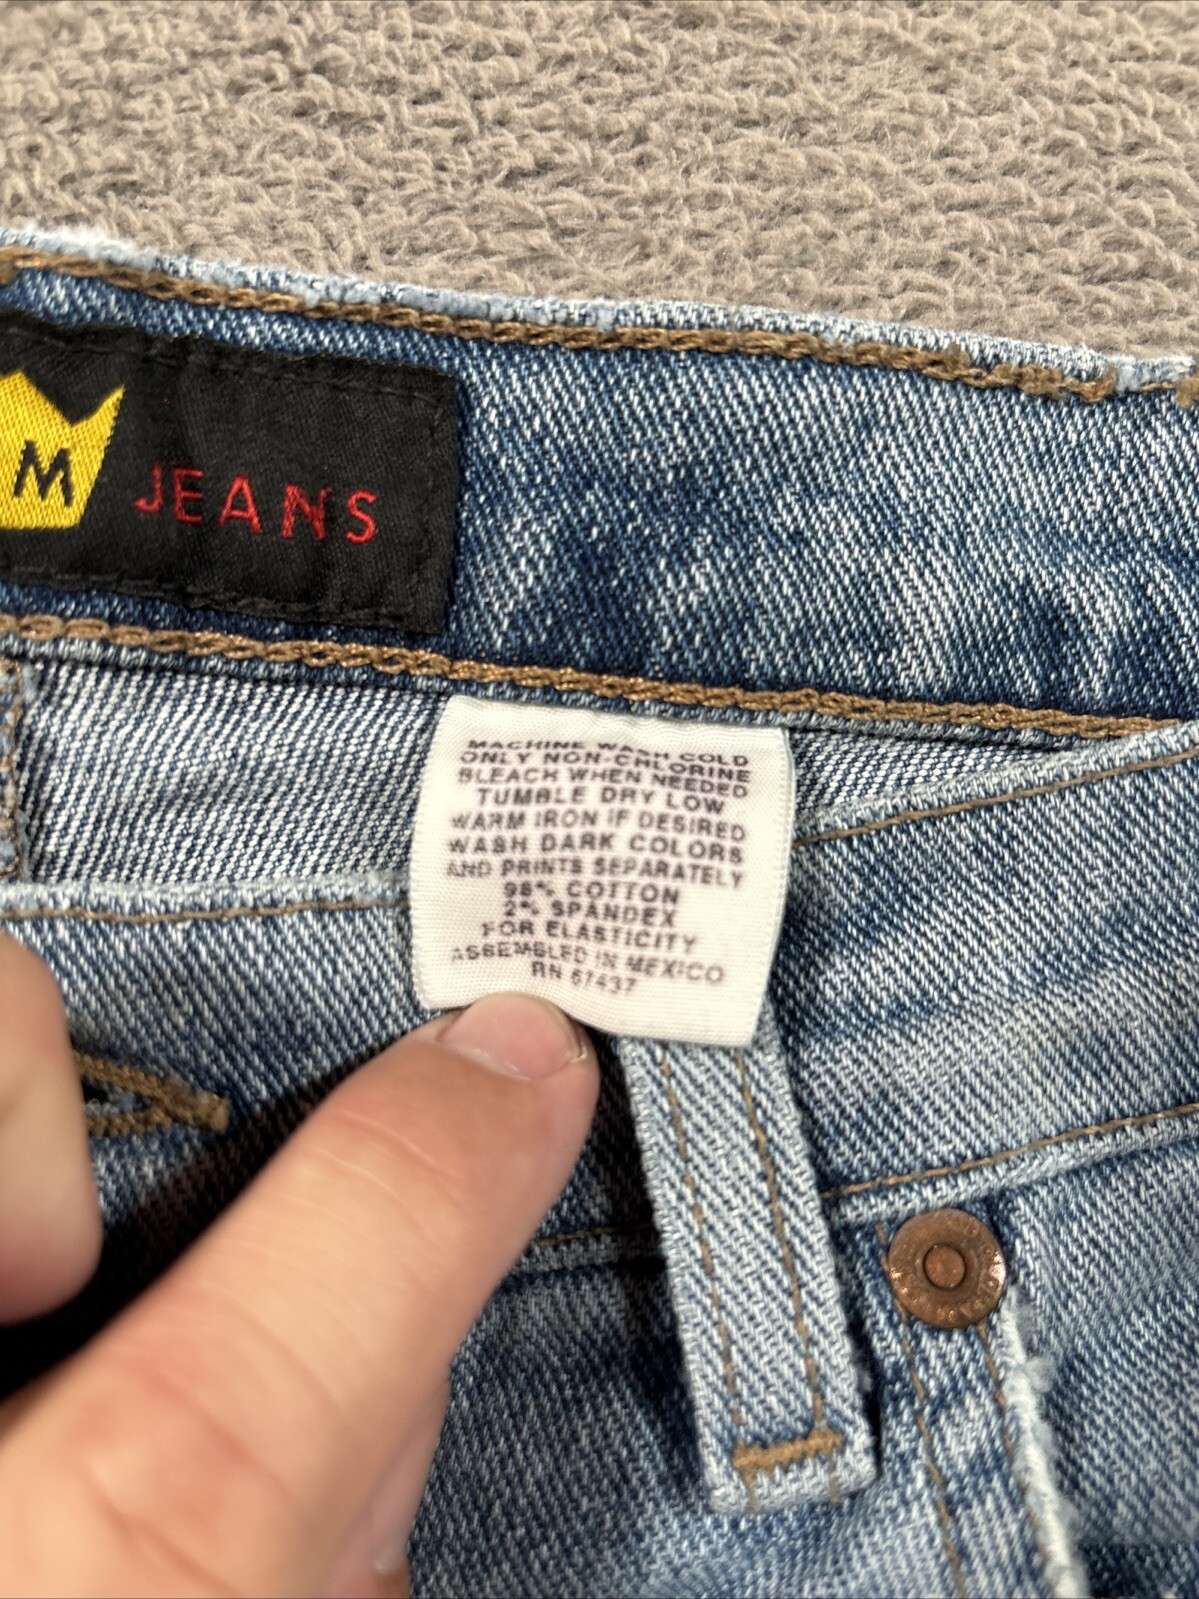 M JEANS
MACHINE WASH COLD
ONLY NON-CHLORINE
BLEACH WHEN NEEDED
TUMBLE DRY LOW
WARM IRON IF DESIRED
WASH DARK COLORS
AND PRINTS SEPARATELY
98% COTTON
2% SPANDEX
FOR ELASTICITY
ASSEMBLED IN MEXICO
RN 67437